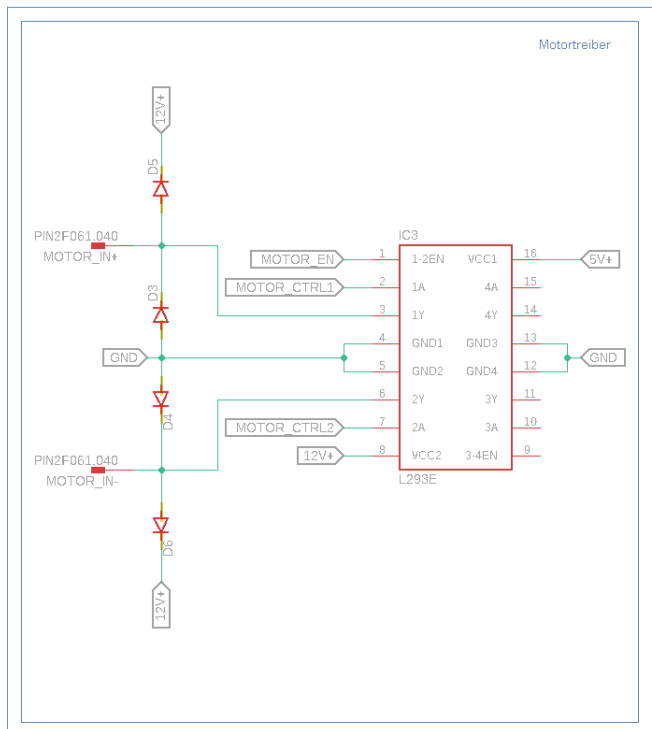 Motortreiber
12V+
D5
PIN2F061.040
MOTOR_IN+
D3
GND
D4
PIN2F061.040
MOTOR_IN-
D6
12V+
IC3
MOTOR_EN 1 1-2EN VCC1 16 5V+
MOTOR_CTRL1 2 1A 4A 15
3 1Y 4Y 14
4 GND1 GND3 13
5 GND2 GND4 12 GND
6 2Y 3Y 11
MOTOR_CTRL2 7 2A 3A 10
12V+ 8 VCC2 3-4EN 9
L293E